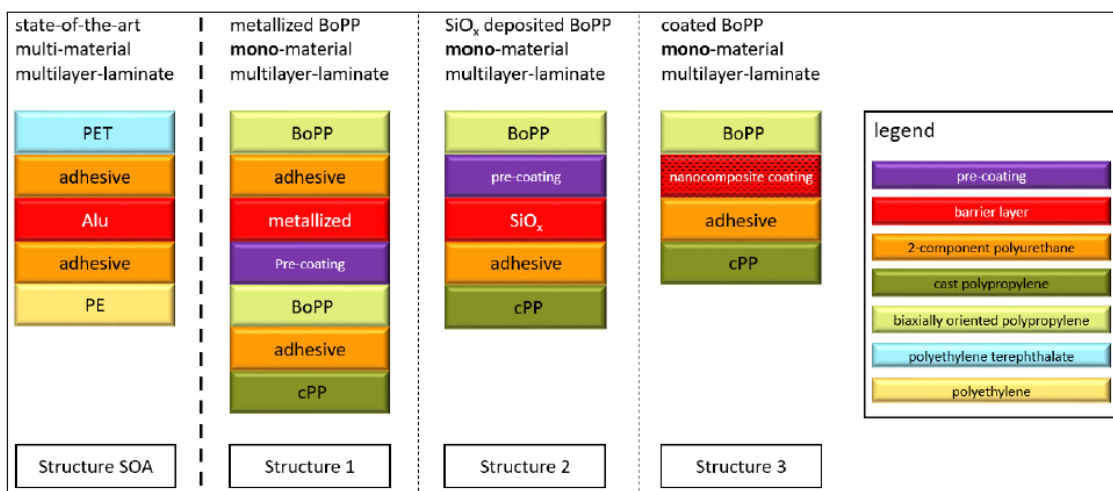 state-of-the-art
multi-material
multilayer-laminate
PET
adhesive
Alu
adhesive
PE
Structure SOA
metallized BoPP
mono-material
multilayer-laminate
BoPP
adhesive
metallized
Pre-coating
BoPP
adhesive
cPP
Structure 1
SiOx deposited BoPP
mono-material
multilayer-laminate
BoPP
pre-coating
SiOx
adhesive
cPP
Structure 2
coated BoPP
mono-material
multilayer-laminate
BoPP
nanocomposite coating
adhesive
cPP
Structure 3
legend
pre-coating
barrier layer
2-component polyurethane
cast polypropylene
biaxially oriented polypropylene
polyethylene terephthalate
polyethylene